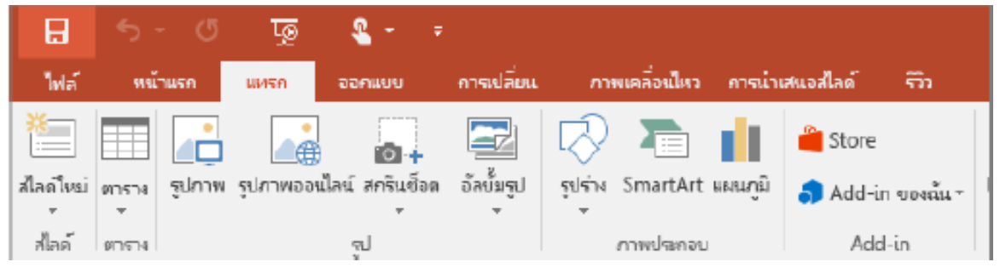 ไฟล์ หน้าแรก แทรก ออกแบบ การเปลี่ยน ภาพเคลื่อนไหว การนำเสนอสไลด์ รีวิว
Store
สไลด์ใหม่ ตาราง รูปภาพ รูปภาพออนไลน์ สกรีนช็อต อัลบั้มรูป รูปร่าง SmartArt แผนภูมิ
Add-in ของฉัน
สไลด์ ตาราง รูป ภาพประกอบ Add-in